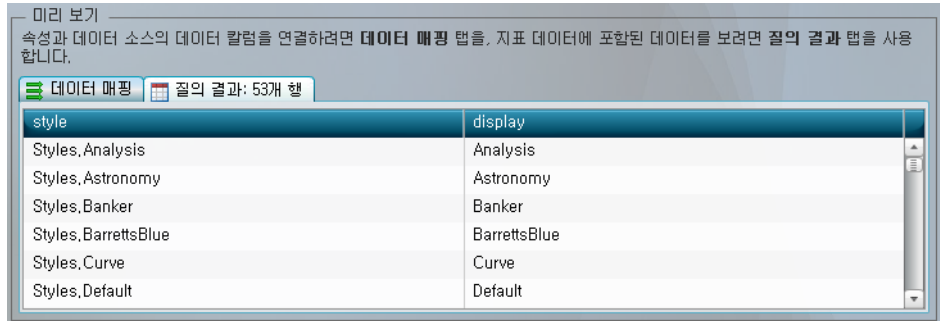 미리 보기
속성과 데이터 소스의 데이터 칼럼을 연결하려면 데이터 매핑 탭을, 지표 데이터에 포함된 데이터를 보려면 질의 결과 탭을 사용
합니다.
데이터 매핑 질의 결과: 53개 행
style display
Styles,Analysis Analysis
Styles,Astronomy Astronomy
Styles,Banker Banker
Styles,BarrettsBlue BarrettsBlue
Styles,Curve Curve
Styles,Default Default